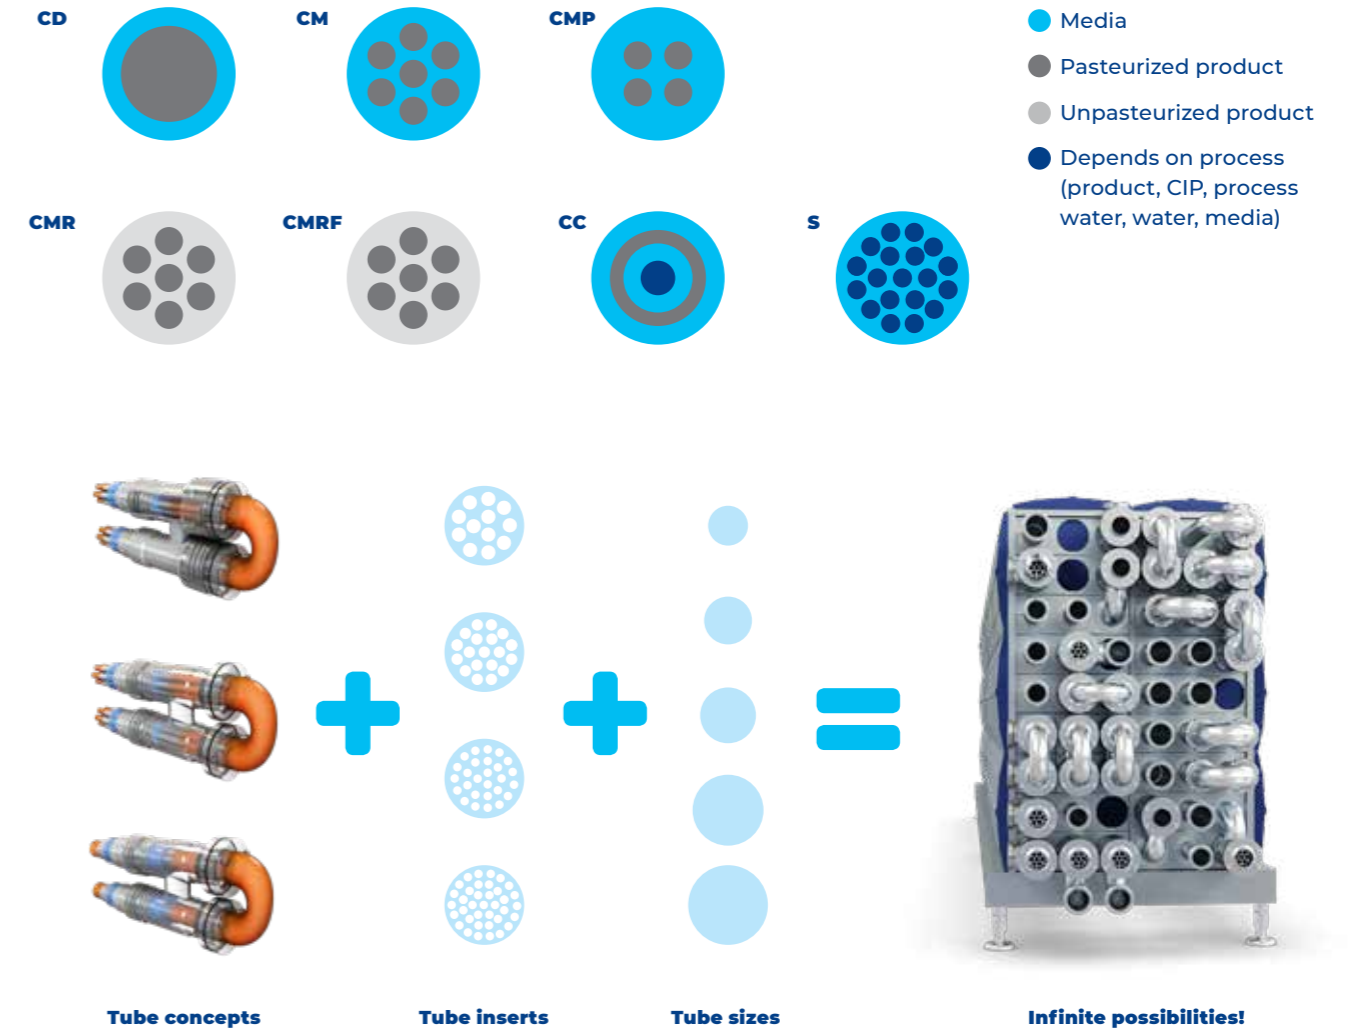 CD
CM
CMP
Media
Pasteurized product
Unpasteurized product
Depends on process
(product, CIP, process
water, water, media)
CMR
CMRF
CC
S
Tube concepts
Tube inserts
Tube sizes
Infinite possibilities!